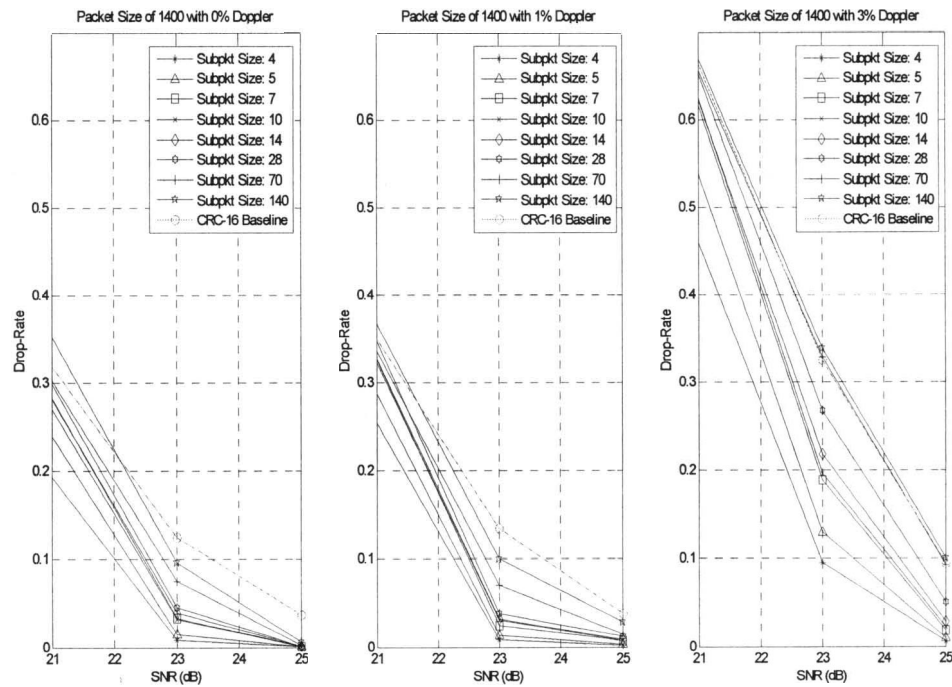 Packet Size of 1400 with 0% Doppler
Subpkt Size: 4
Subpkt Size: 5
Subpkt Size: 7
Subpkt Size: 10
Subpkt Size: 14
Subpkt Size: 28
Subpkt Size: 70
Subpkt Size: 140
CRC-16 Baseline
0.6
0.5
0.4
0.3
0.2
0.1
0
Drop-Rate
21 22 23 24 25
SNR (dB)
Packet Size of 1400 with 1% Doppler
Subpkt Size: 4
Subpkt Size: 5
Subpkt Size: 7
Subpkt Size: 10
Subpkt Size: 14
Subpkt Size: 28
Subpkt Size: 70
Subpkt Size: 140
CRC-16 Baseline
0.6
0.5
0.4
0.3
0.2
0.1
0
Drop-Rate
21 22 23 24 25
SNR (dB)
Packet Size of 1400 with 3% Doppler
Subpkt Size: 4
Subpkt Size: 5
Subpkt Size: 7
Subpkt Size: 10
Subpkt Size: 14
Subpkt Size: 28
Subpkt Size: 70
Subpkt Size: 140
CRC-16 Baseline
0.6
0.5
0.4
0.3
0.2
0.1
0
Drop-Rate
21 22 23 24 25
SNR (dB)